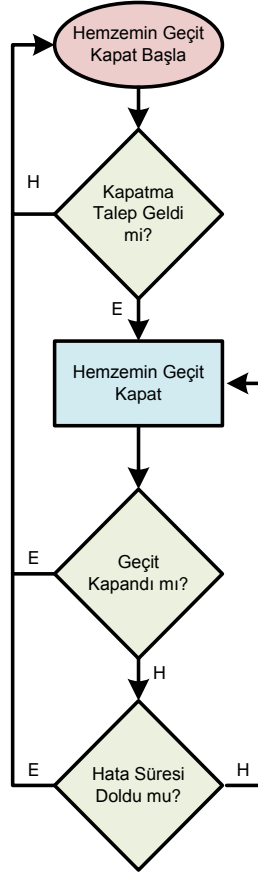 Hemzemin Geçit
Kapat Başla
H
Kapatma
Talep Geldi
mi?
E
Hemzemin Geçit
Kapat
E
Geçit
Kapandı mı?
H
E
Hata Süresi
Doldu mu?
H